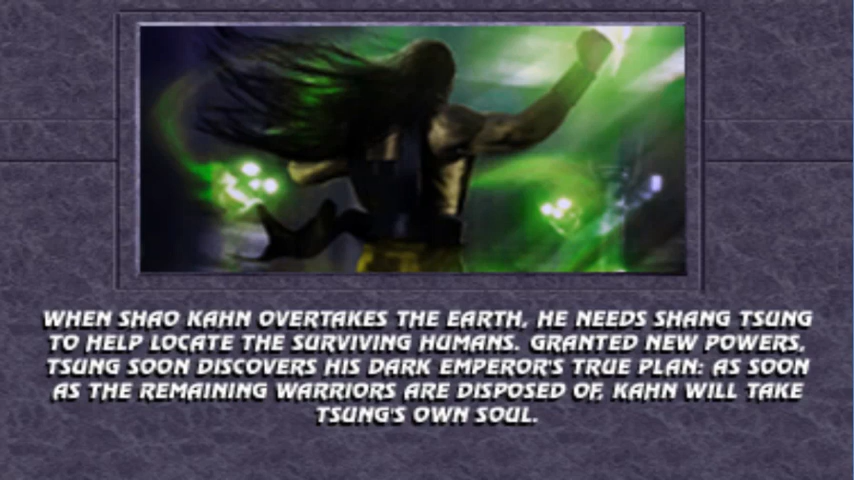 WHEN SHAO KAHN OVERTAKES THE EARTH, HE NEEDS SHANG TSUNG
TO HELP LOCATE THE SURVIVING HUMANS. GRANTED NEW POWERS,
TSUNG SOON DISCOVERS HIS DARK EMPEROR'S TRUE PLAN: AS SOON
AS THE REMAINING WARRIORS ARE DISPOSED OF, KAHN WILL TAKE
TSUNG'S OWN SOUL.